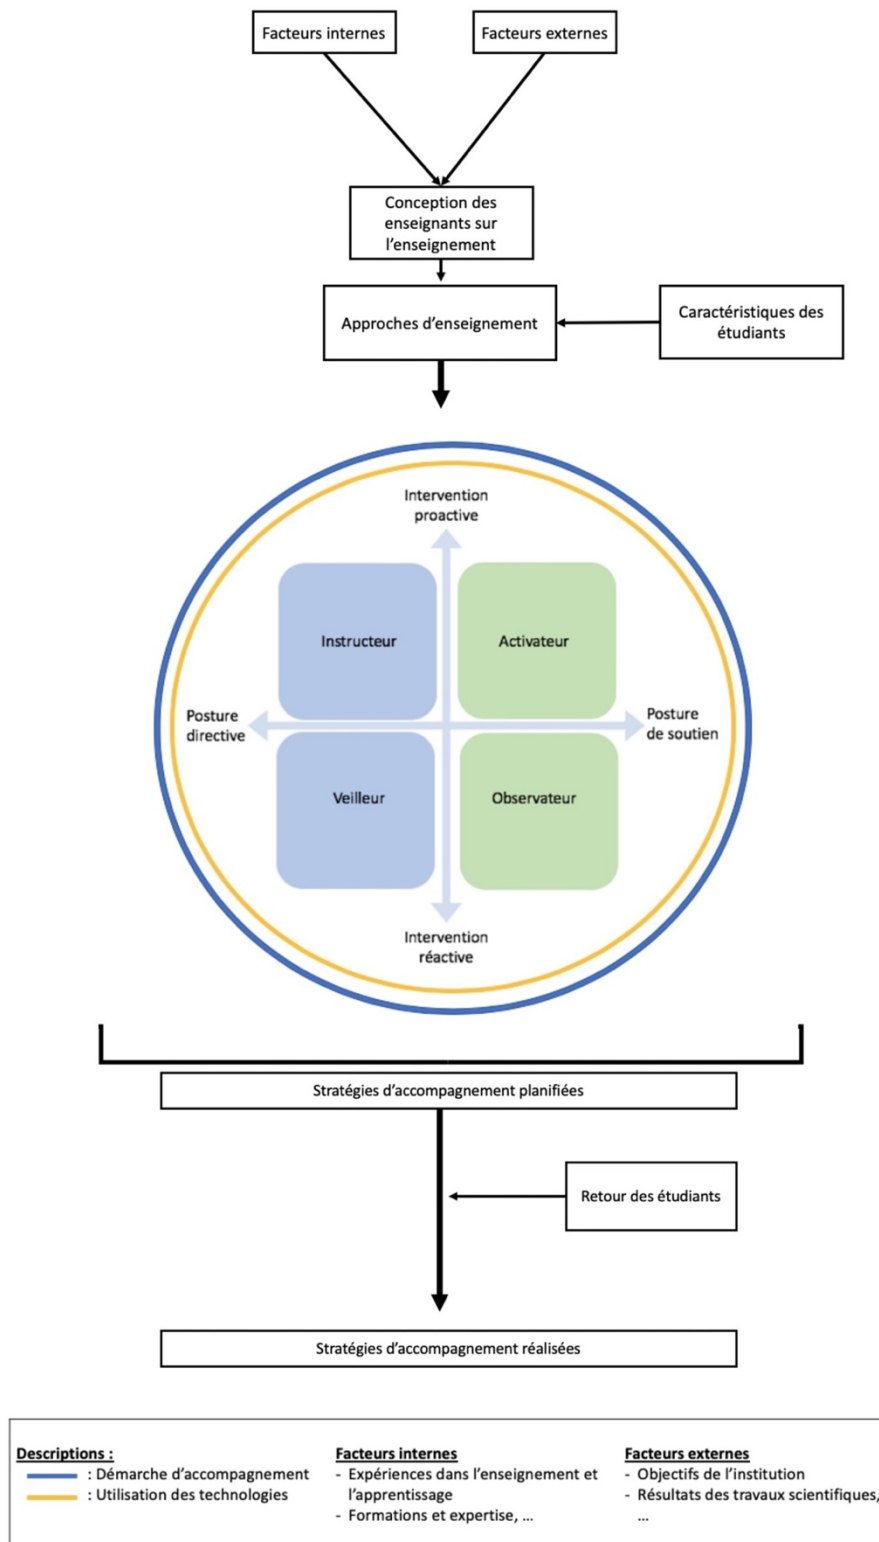 Facteurs internes
Facteurs externes
Conception des
enseignants sur
l’enseignement
Approches d’enseignement
Caractéristiques des
étudiants
Intervention
proactive
Instructeur
Activateur
Posture
directive
Posture
de soutien
Veilleur
Observateur
Intervention
réactive
Stratégies d’accompagnement planifiées
Retour des étudiants
Stratégies d’accompagnement réalisées
Descriptions :
: Démarche d’accompagnement
: Utilisation des technologies
Facteurs internes
- Expériences dans l’enseignement et
l’apprentissage
- Formations et expertise, …
Facteurs externes
- Objectifs de l’institution
- Résultats des travaux scientifiques,
…